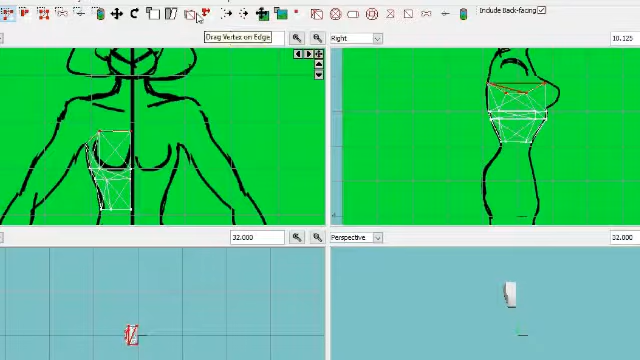 Include Back-facing
Drag Vertex on Edge
Right
10.125
32.000
Perspective
32.000